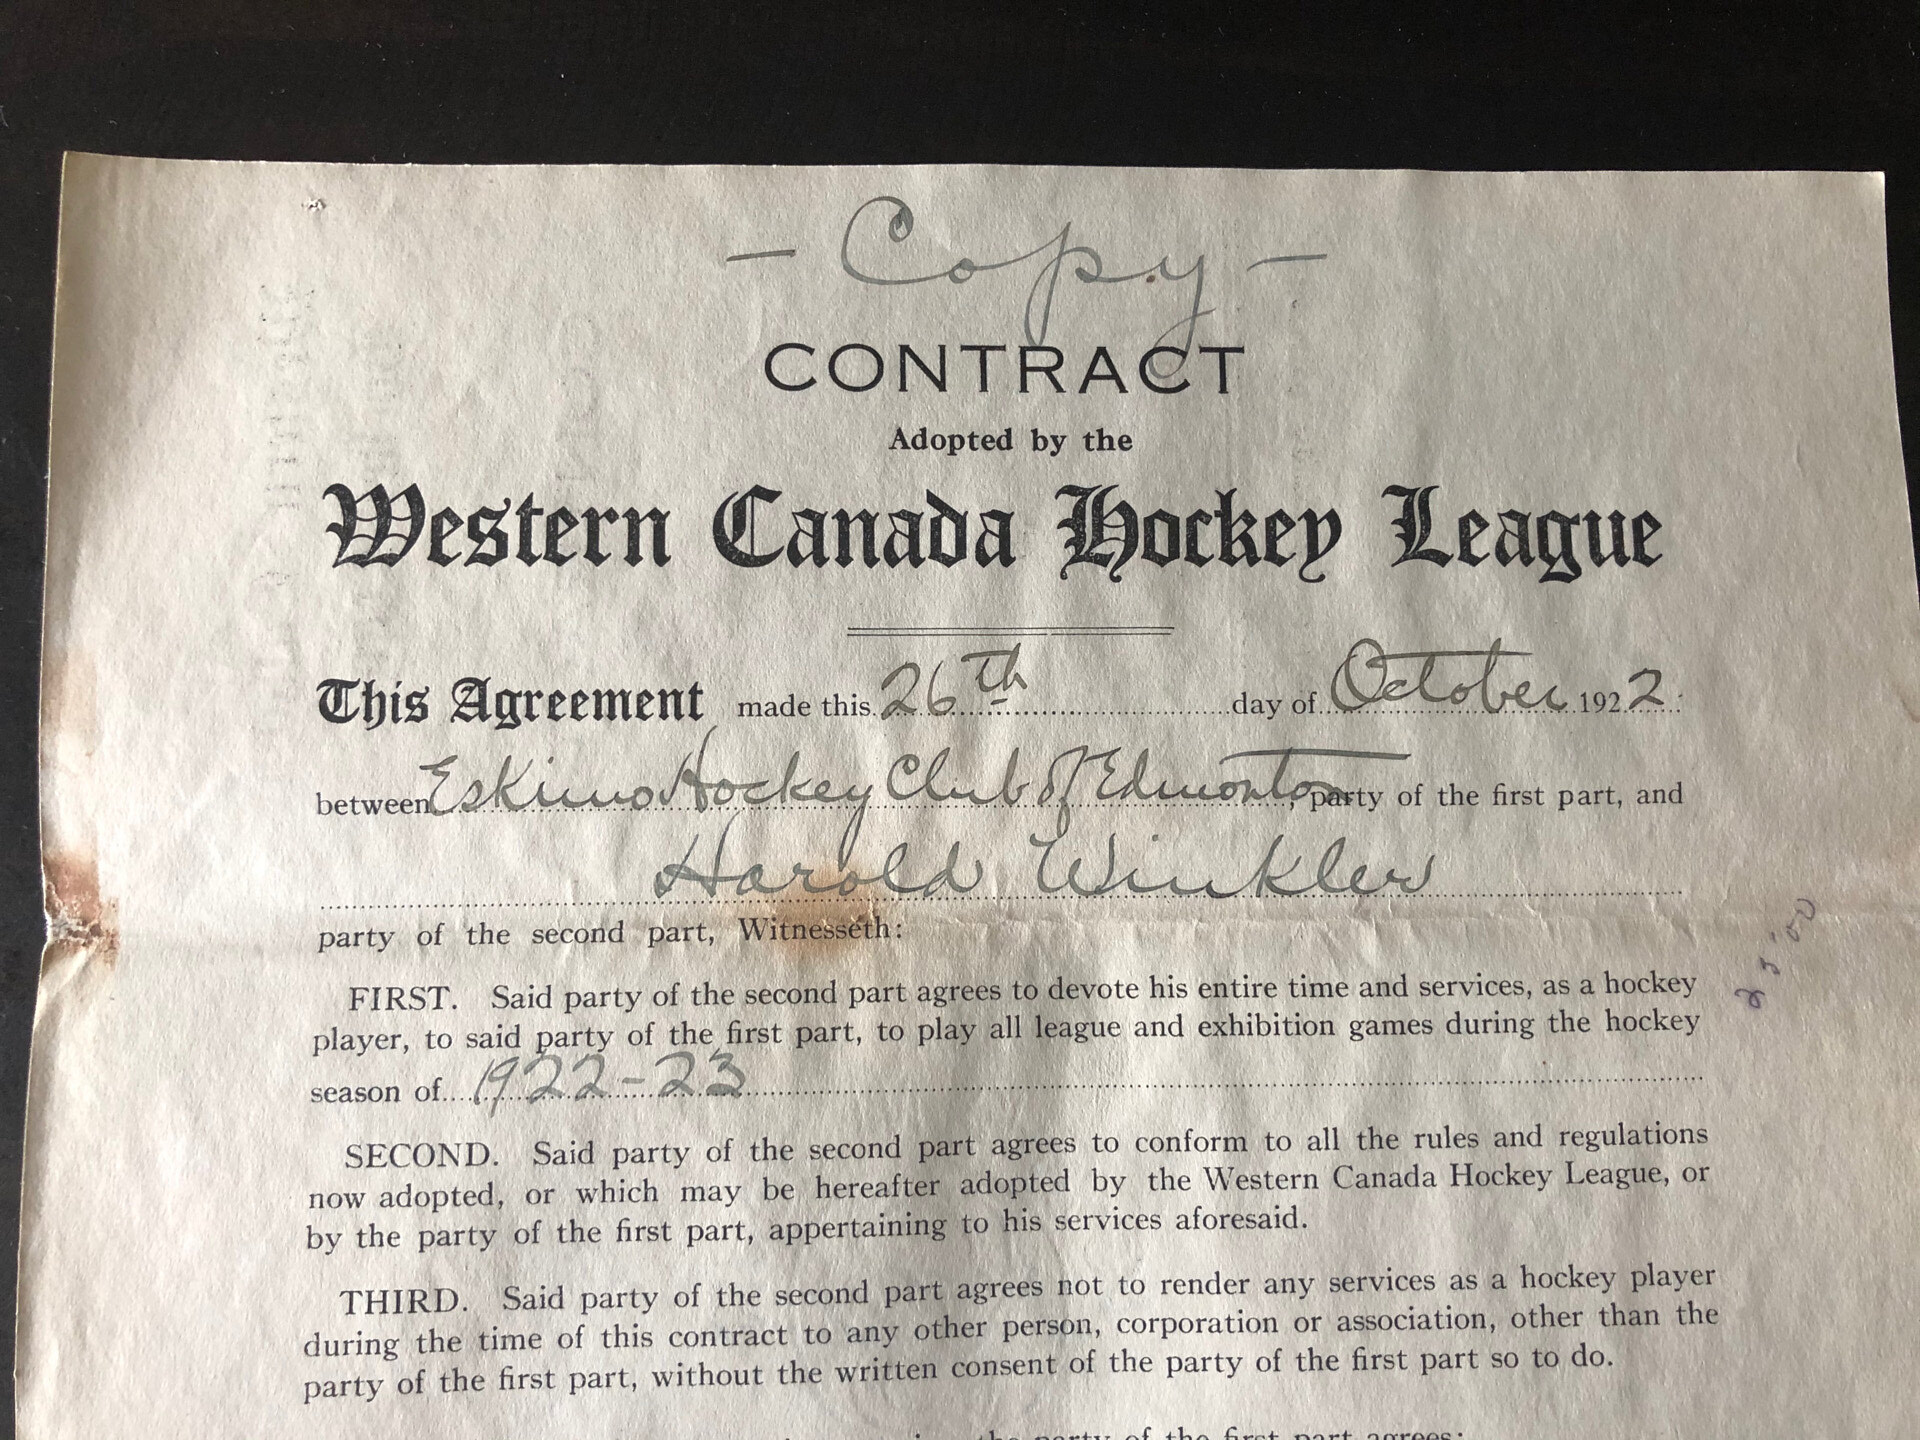 - Copy -
CONTRACT
Adopted by the
Western Canada Hockey League
This Agreement made this 26th day of October 1922
between Eskimo Hockey Club of Edmonton, party of the first part, and
Harold Winkler
party of the second part, Witnesseth:
FIRST. Said party of the second part agrees to devote his entire time and services, as a hockey
player, to said party of the first part, to play all league and exhibition games during the hockey
season of 1922-23
SECOND. Said party of the second part agrees to conform to all the rules and regulations
now adopted, or which may be hereafter adopted by the Western Canada Hockey League, or
by the party of the first part, appertaining to his services aforesaid.
THIRD. Said party of the second part agrees not to render any services as a hockey player
during the time of this contract to any other person, corporation or association, other than the
party of the first part, without the written consent of the party of the first part so to do.
the party of the first part agrees: